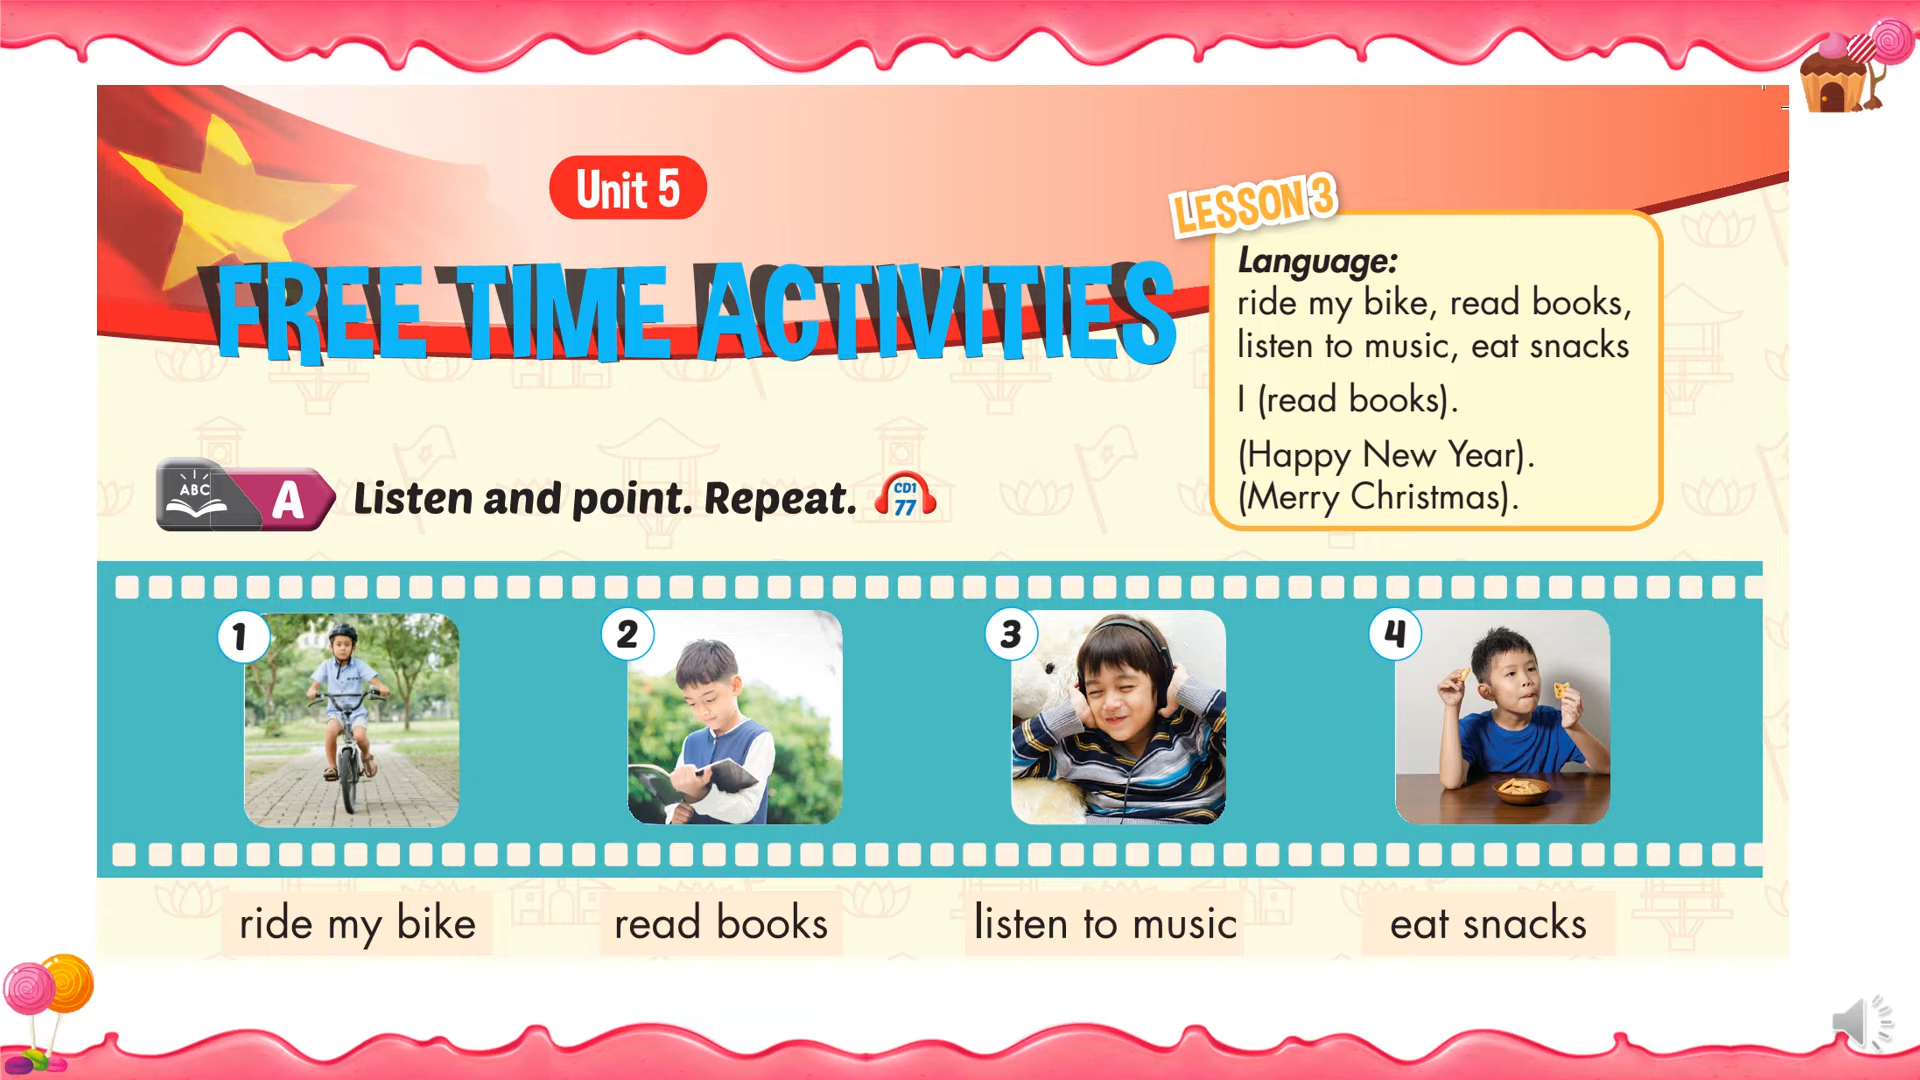 Unit 5
FREE TIME ACTIVITIES
LESSON 3
Language:
ride my bike, read books,
listen to music, eat snacks
I (read books).
(Happy New Year).
(Merry Christmas).
ABC
A Listen and point. Repeat. CD1
77
1
2
3
4
ride my bike
read books
listen to music
eat snacks